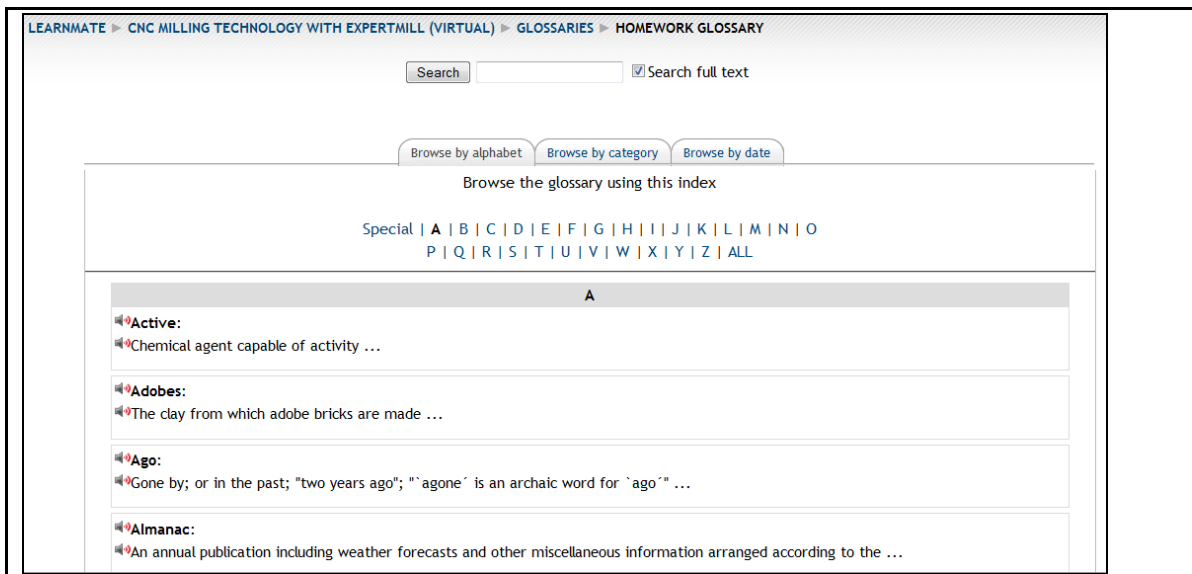 LEARNMATE ► CNC MILLING TECHNOLOGY WITH EXPERTMILL (VIRTUAL) ► GLOSSARIES ► HOMEWORK GLOSSARY
Search Search full text
Browse by alphabet Browse by category Browse by date
Browse the glossary using this index
Special | A | B | C | D | E | F | G | H | I | J | K | L | M | N | O
P | Q | R | S | T | U | V | W | X | Y | Z | ALL
A
Active:
Chemical agent capable of activity ...
Adobes:
The clay from which adobe bricks are made ...
Ago:
Gone by; or in the past; "two years ago"; "`agone´ is an archaic word for `ago´" ...
Almanac:
An annual publication including weather forecasts and other miscellaneous information arranged according to the ...